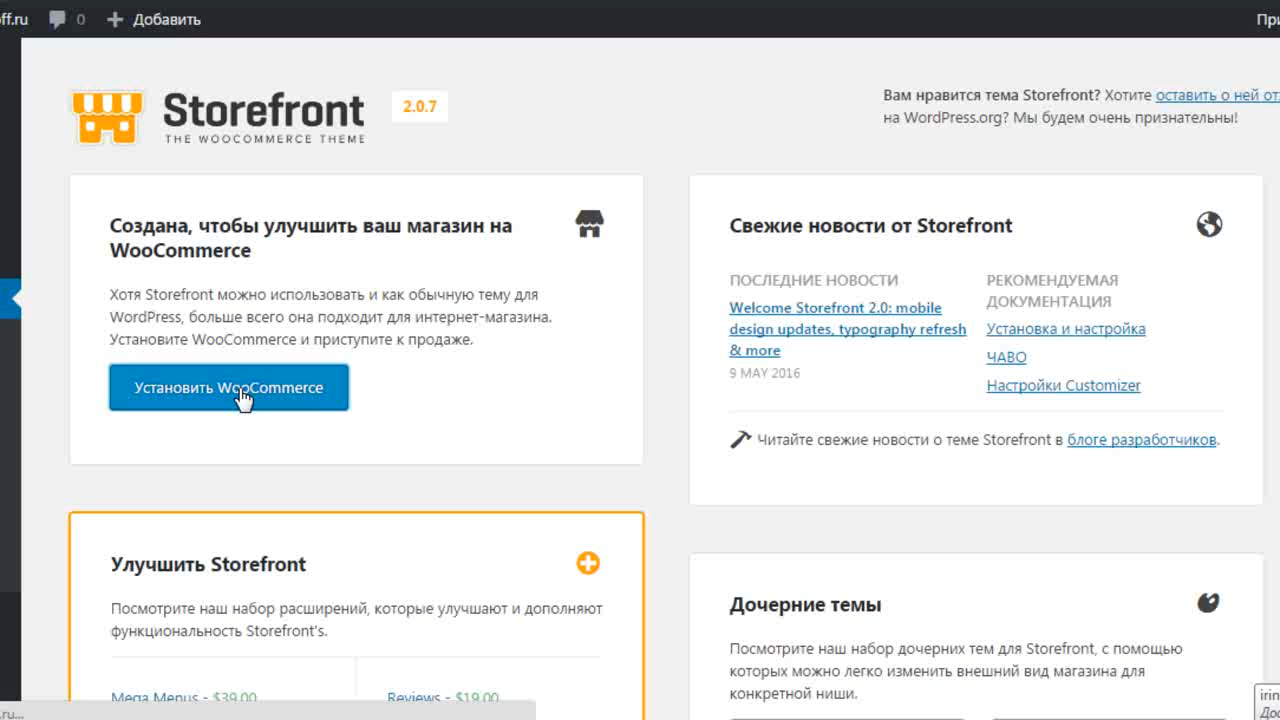 ff.ru 0 Добавить
Storefront
THE WOOCOMMERCE THEME
2.0.7
Вам нравится тема Storefront? Хотите оставить о ней
на WordPress.org? Мы будем очень признательны!
Создана, чтобы улучшить ваш магазин на
WooCommerce
Хотя Storefront можно использовать и как обычную тему для
WordPress, больше всего она подходит для интернет-магазина.
Установите WooCommerce и приступите к продаже.
Установить WooCommerce
Свежие новости от Storefront
ПОСЛЕДНИЕ НОВОСТИ
Welcome Storefront 2.0: mobile
design updates, typography refresh
& more
9 MAY 2016
РЕКОМЕНДУЕМАЯ
ДОКУМЕНТАЦИЯ
Установка и настройка
ЧАВО
Настройки Customizer
Читайте свежие новости о теме Storefront в блоге разработчиков.
Улучшить Storefront
Посмотрите наш набор расширений, которые улучшают и дополняют
функциональность Storefront's.
Mega Menus - $39.00
Reviews - $19.00
Дочерние темы
Посмотрите наш набор дочерних тем для Storefront, с помощью
которых можно легко изменить внешний вид магазина для
конкретной ниши.
.ru...